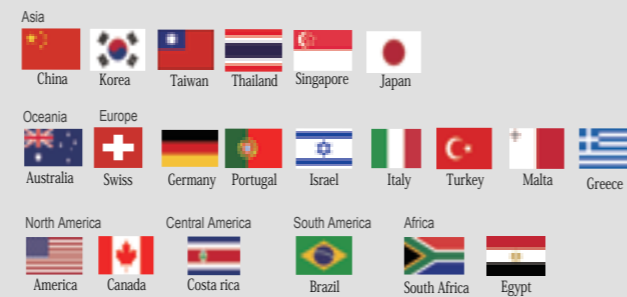 Asia
China Korea Taiwan Thailand Singapore Japan
Oceania Europe
Australia Swiss Germany Portugal Israel Italy Turkey Malta Greece
North America Central America South America Africa
America Canada Costa rica Brazil South Africa Egypt